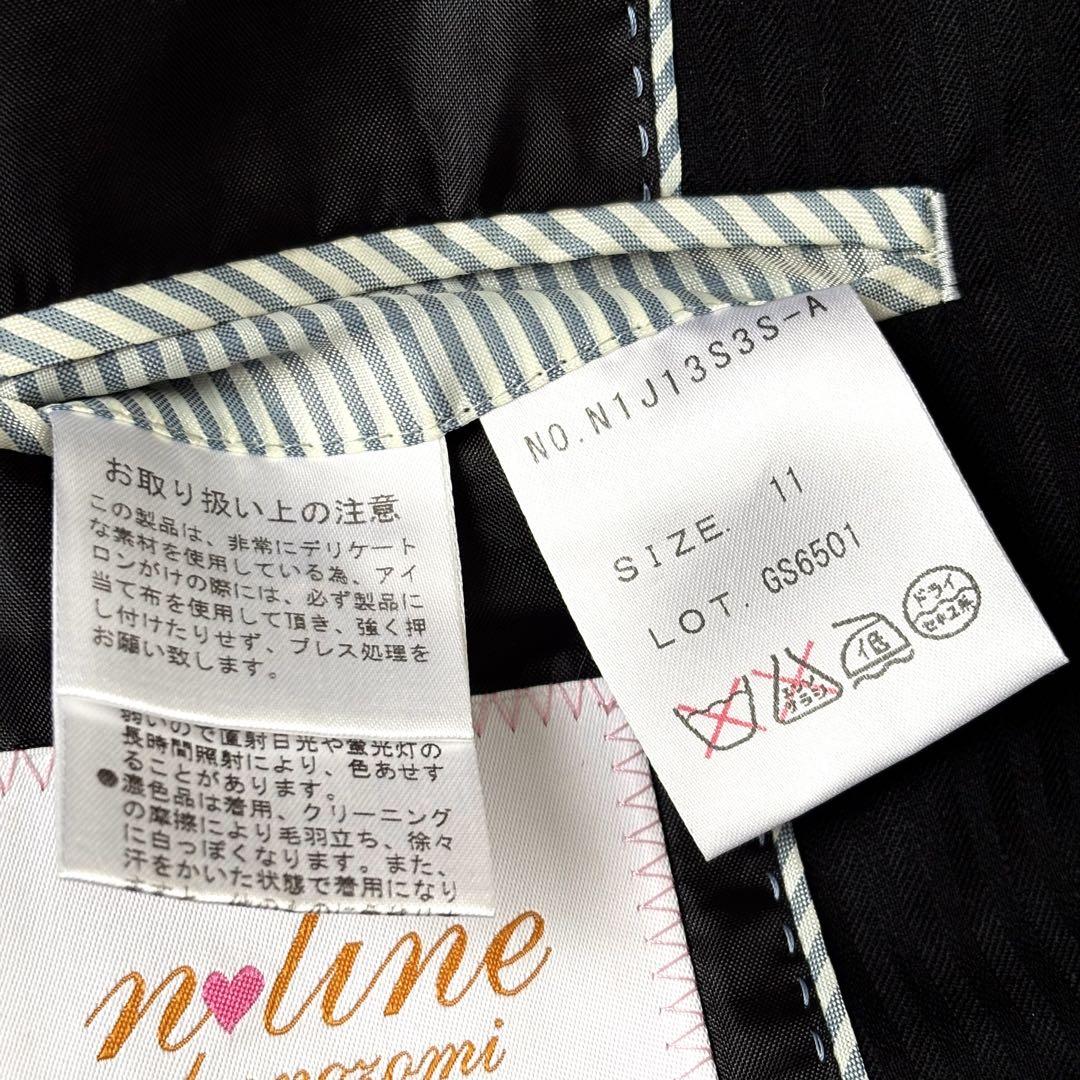 お取り扱い上の注意
この製品は、非常にデリケート
な素材を使用している為、アイ
ロンがけの際には、必ず製品に
当て布を使用して頂き、強く押
し付けたりせず、プレス処理を
お願い致します。
弱いので直射日光や蛍光灯の
長時間照射により、色あせす
ることがあります。
●濃色品は着用、クリーニング
の摩擦により毛羽立ち、徐々
に白っぽくなります。また、
汗をかいた状態で着用になり
NO.N1J13S3S-A
SIZE. 11
LOT. GS6501
エンソ
サラシ
低
ドライ
セキユ系
n♥line
nozomi